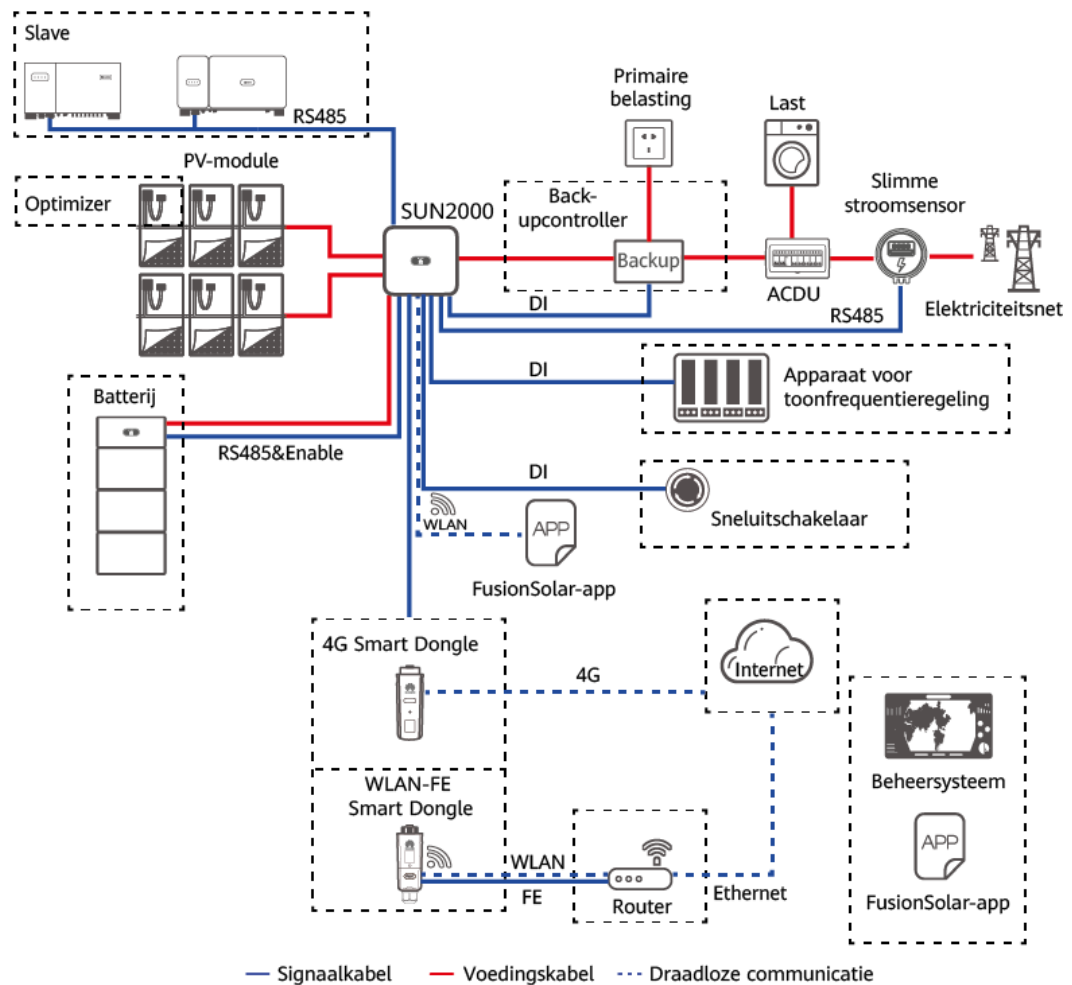 Slave
RS485
Primaire
belasting
Last
PV-module
Optimizer
SUN2000
Back-
upcontroller
Slimme
stroomsensor
Backup
ACDU
Elektriciteitsnet
DI
RS485
DI
Apparaat voor
toonfrequentieregeling
Batterij
RS485&Enable
DI
Sneluitschakelaar
WLAN
APP
FusionSolar-app
4G Smart Dongle
4G
Internet
WLAN-FE
Smart Dongle
WLAN
FE
Router
Ethernet
Beheersysteem
APP
FusionSolar-app
Signaalkabel
Voedingskabel
Draadloze communicatie